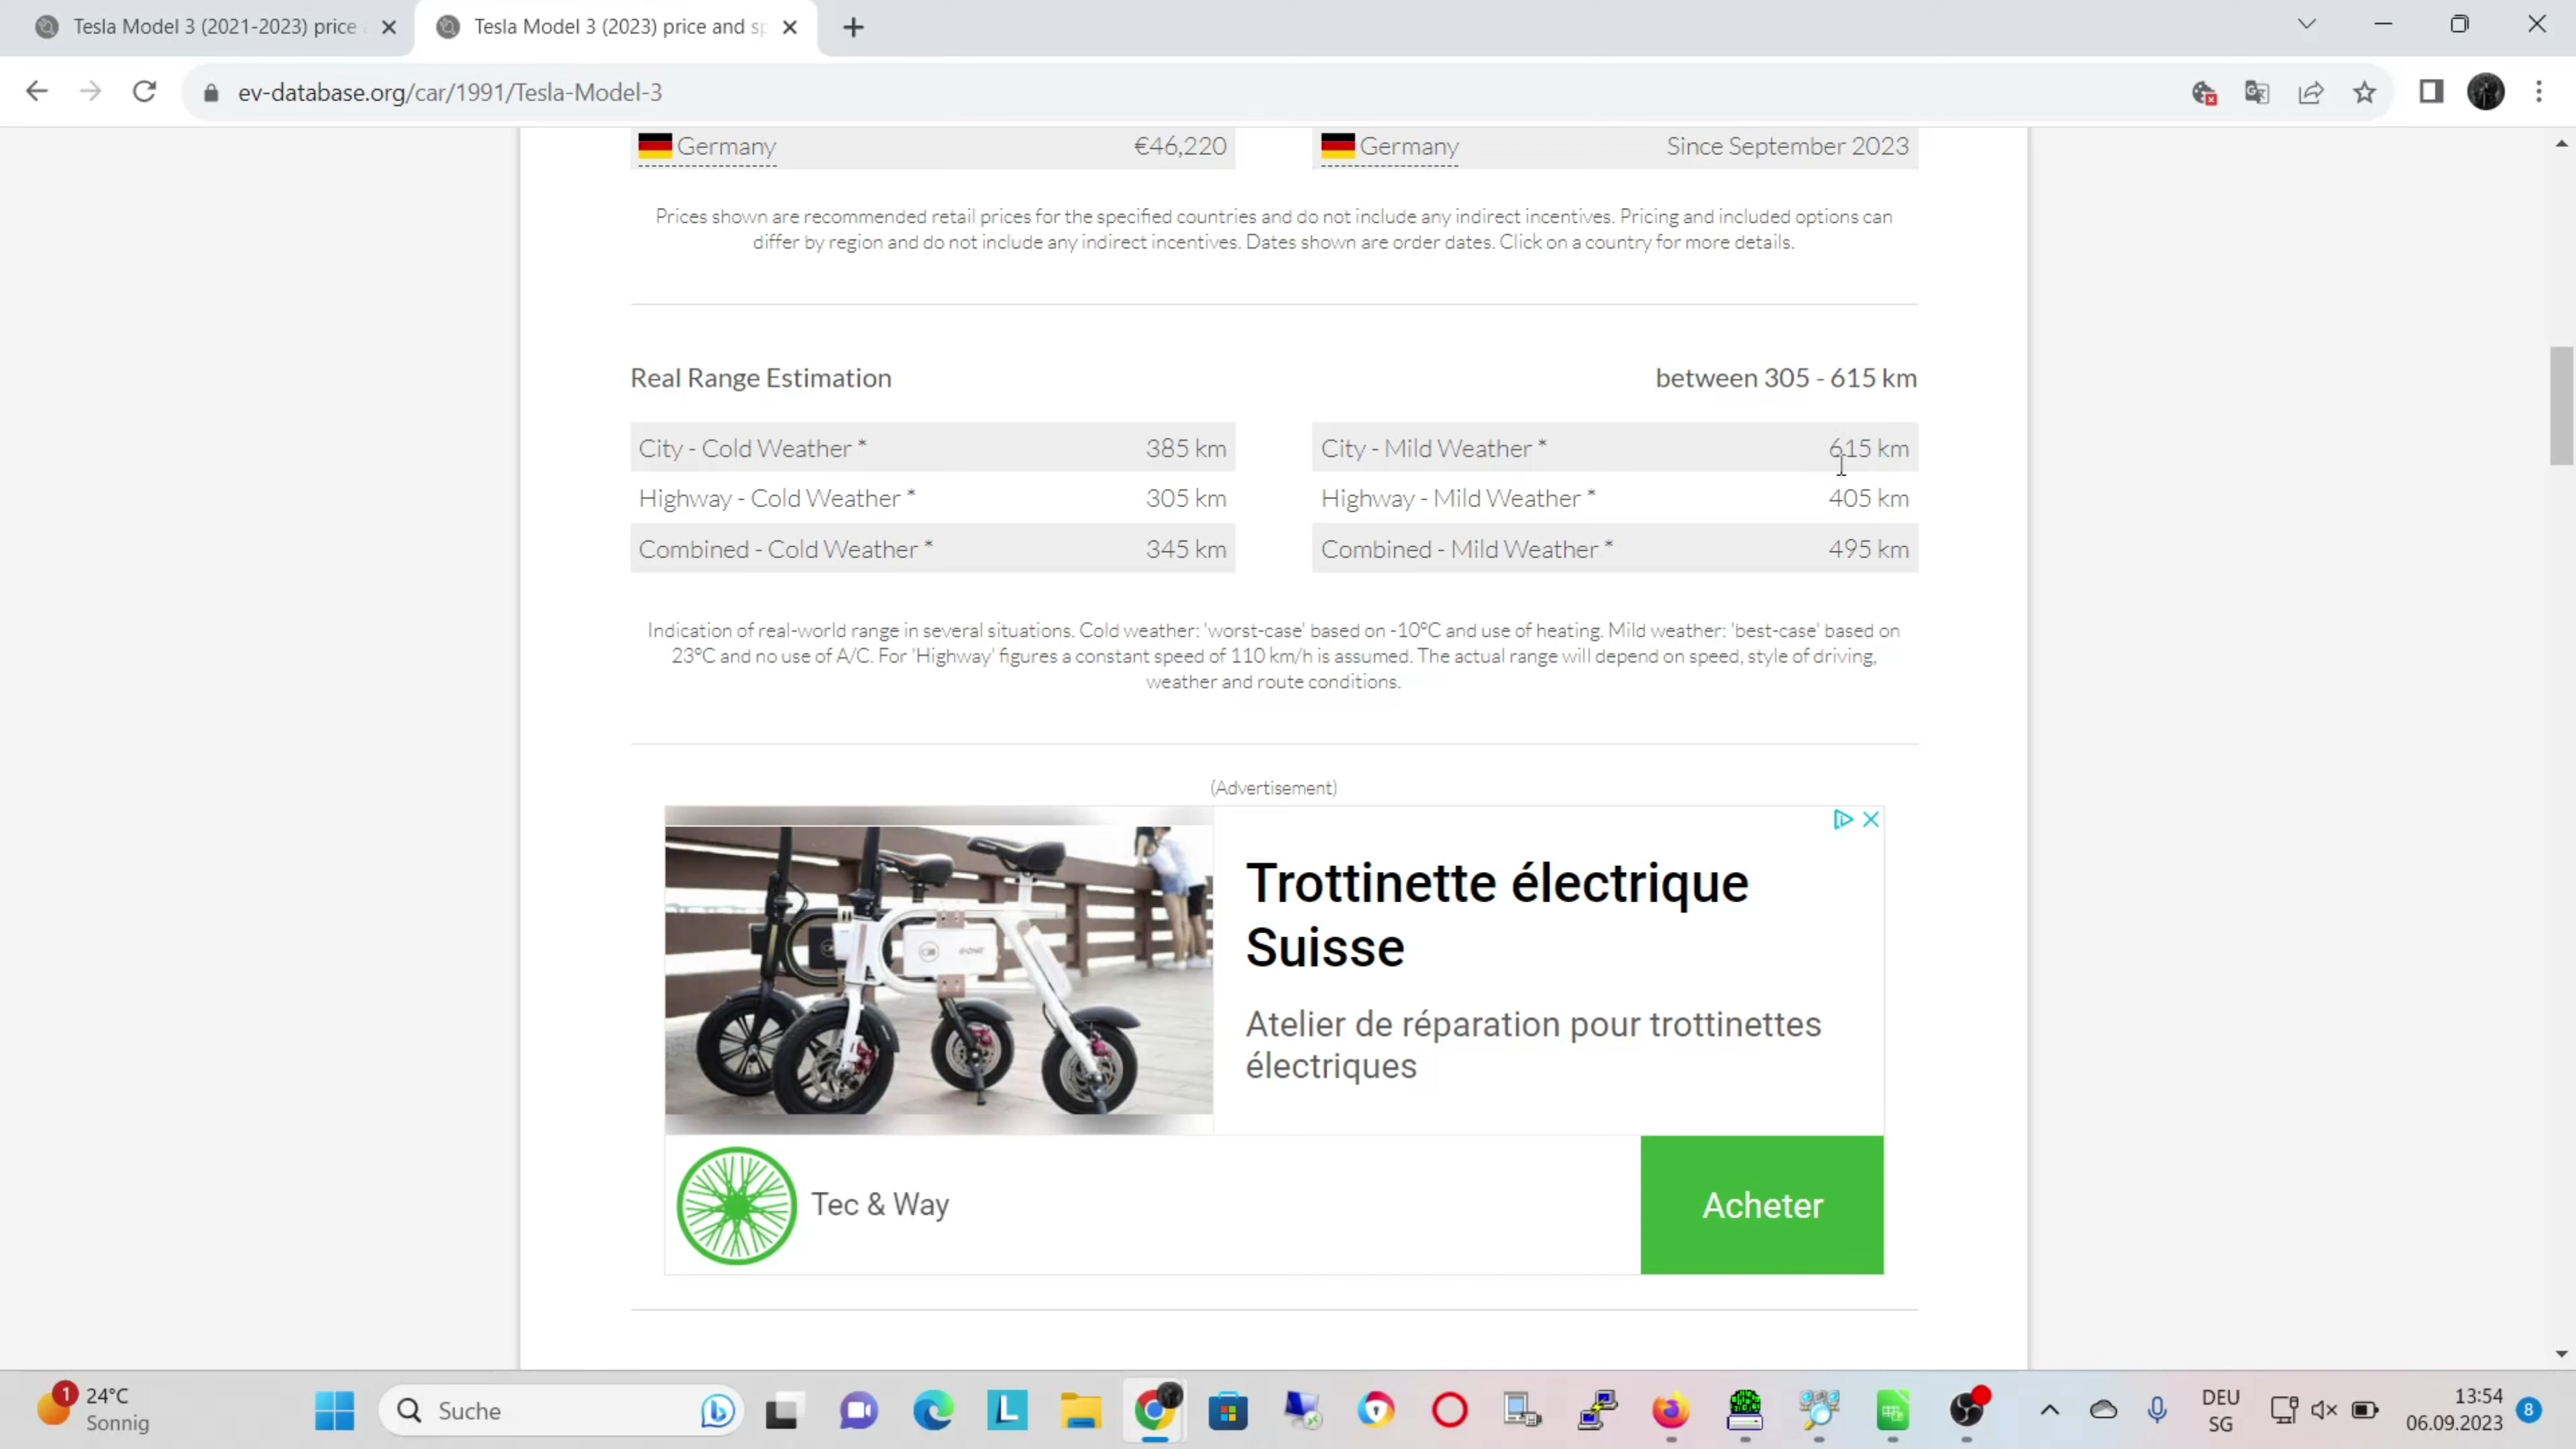 Tesla Model 3 (2021-2023) price
Tesla Model 3 (2023) price and sp
ev-database.org/car/1991/Tesla-Model-3
Germany €46,220
Germany Since September 2023
Prices shown are recommended retail prices for the specified countries and do not include any indirect incentives. Pricing and included options can
differ by region and do not include any indirect incentives. Dates shown are order dates. Click on a country for more details.
Real Range Estimation between 305 - 615 km
City - Cold Weather * 385 km
Highway - Cold Weather * 305 km
Combined - Cold Weather * 345 km
City - Mild Weather * 615 km
Highway - Mild Weather * 405 km
Combined - Mild Weather * 495 km
Indication of real-world range in several situations. Cold weather: 'worst-case' based on -10ºC and use of heating. Mild weather: 'best-case' based on
23ºC and no use of A/C. For 'Highway' figures a constant speed of 110 km/h is assumed. The actual range will depend on speed, style of driving,
weather and route conditions.
(Advertisement)
Trottinette électrique
Suisse
Atelier de réparation pour trottinettes
électriques
Tec & Way
Acheter
1
24°C
Sonnig
Suche
L
DEU
SG
13:54
06.09.2023
8